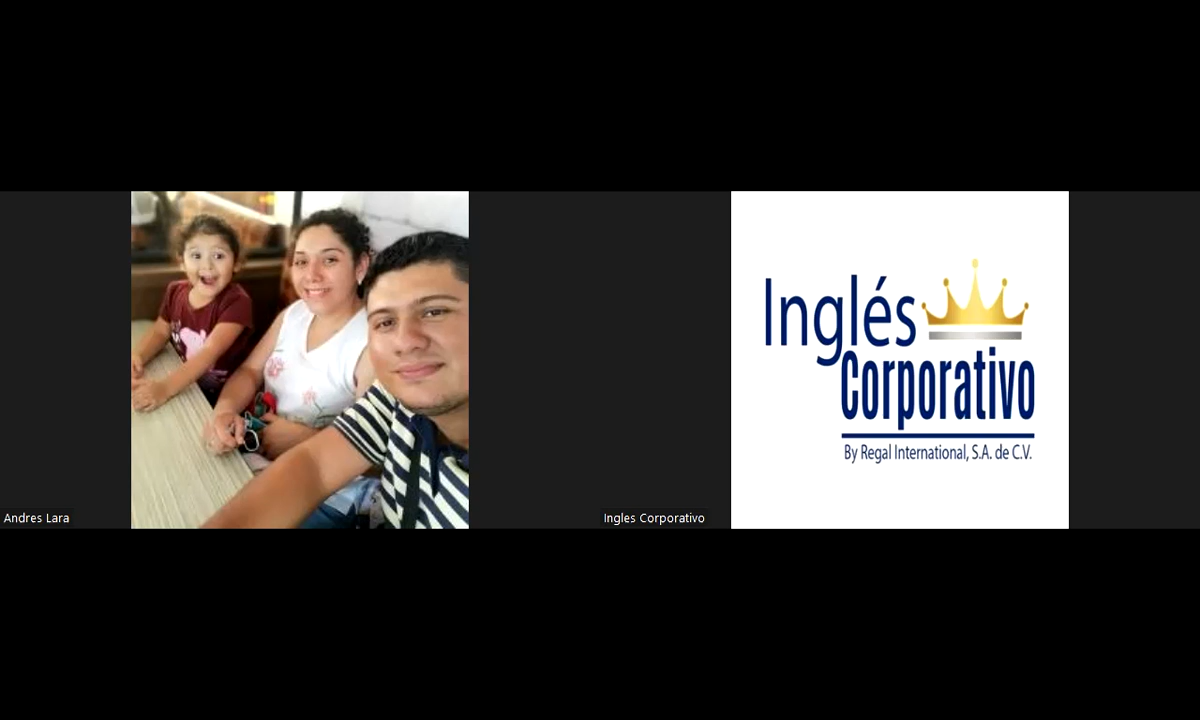 Inglés
Corporativo
By Regal International, S.A. de C.V.
Andres Lara
Ingles Corporativo